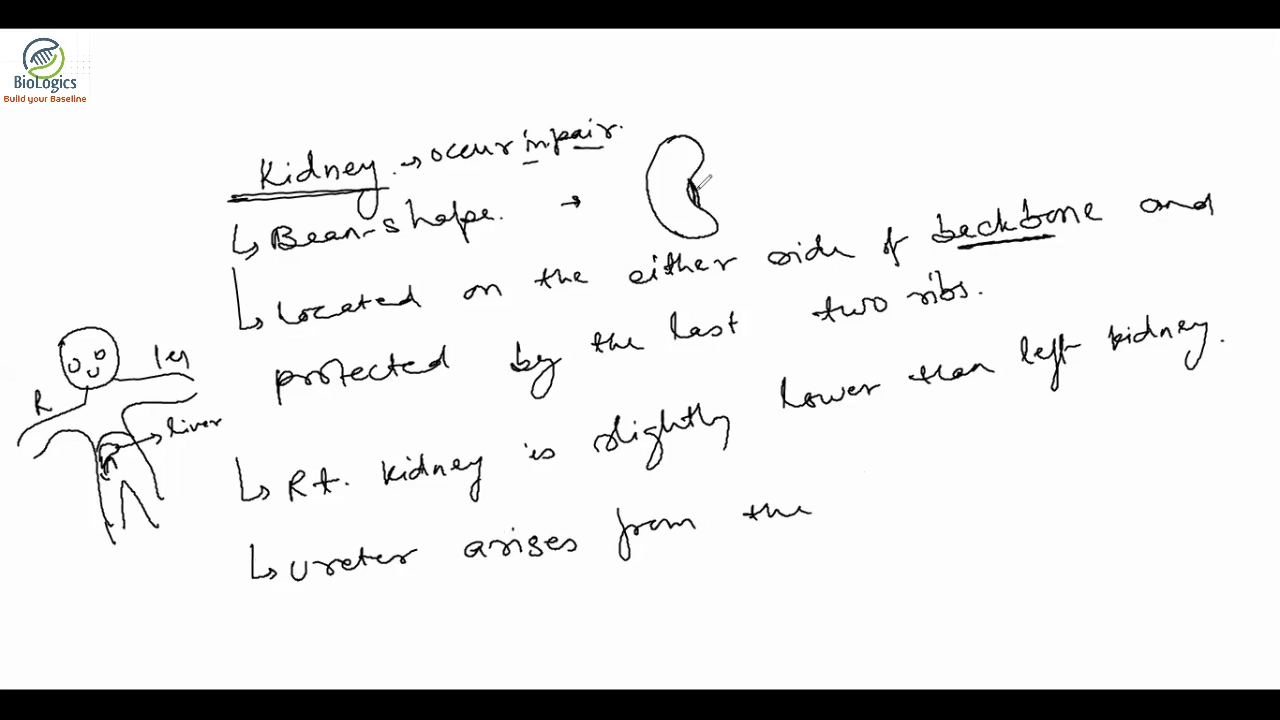 BioLogics
Build your Baseline
Kidney → occur in pair.
↳ Bean-shape. →
↳ Located on the either side of backbone and
protected by the last two ribs.
↳ Rt. kidney is slightly lower than left kidney.
↳ Ureter arises from the
R
liver